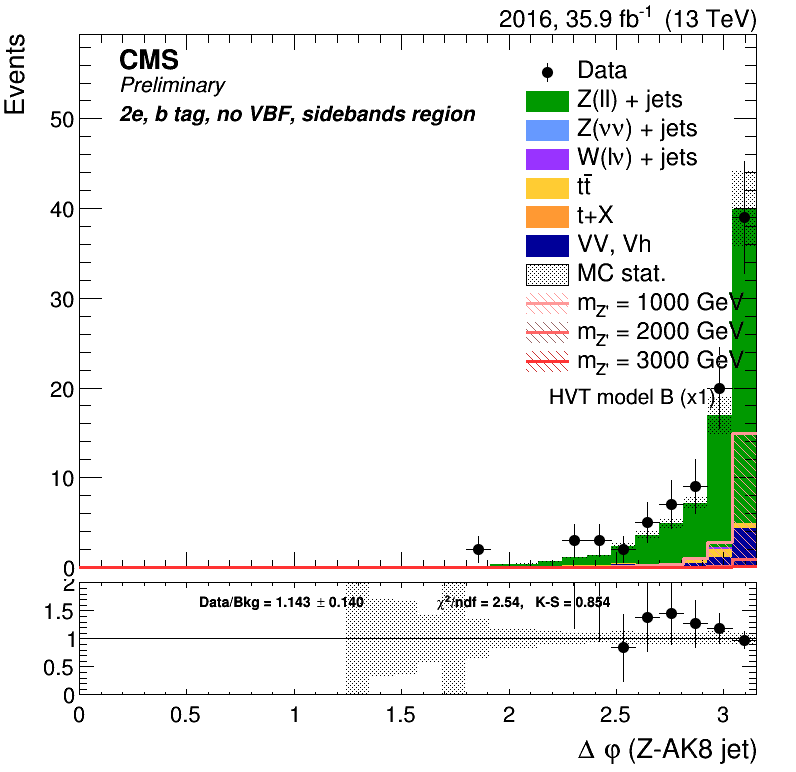 2016, 35.9 fb⁻¹ (13 TeV)
Events
CMS
Preliminary
2e, b tag, no VBF, sidebands region
Data
Z(ll) + jets
Z(νν) + jets
W(lν) + jets
tt̄
t+X
VV, Vh
MC stat.
m_Z' = 1000 GeV
m_Z' = 2000 GeV
m_Z' = 3000 GeV
HVT model B (x1)
50
40
30
20
10
0
Data/Bkg = 1.143 ± 0.140 χ²/ndf = 2.54, K-S = 0.854
2
1.5
1
0.5
0
0 0.5 1 1.5 2 2.5 3
Δ φ (Z-AK8 jet)